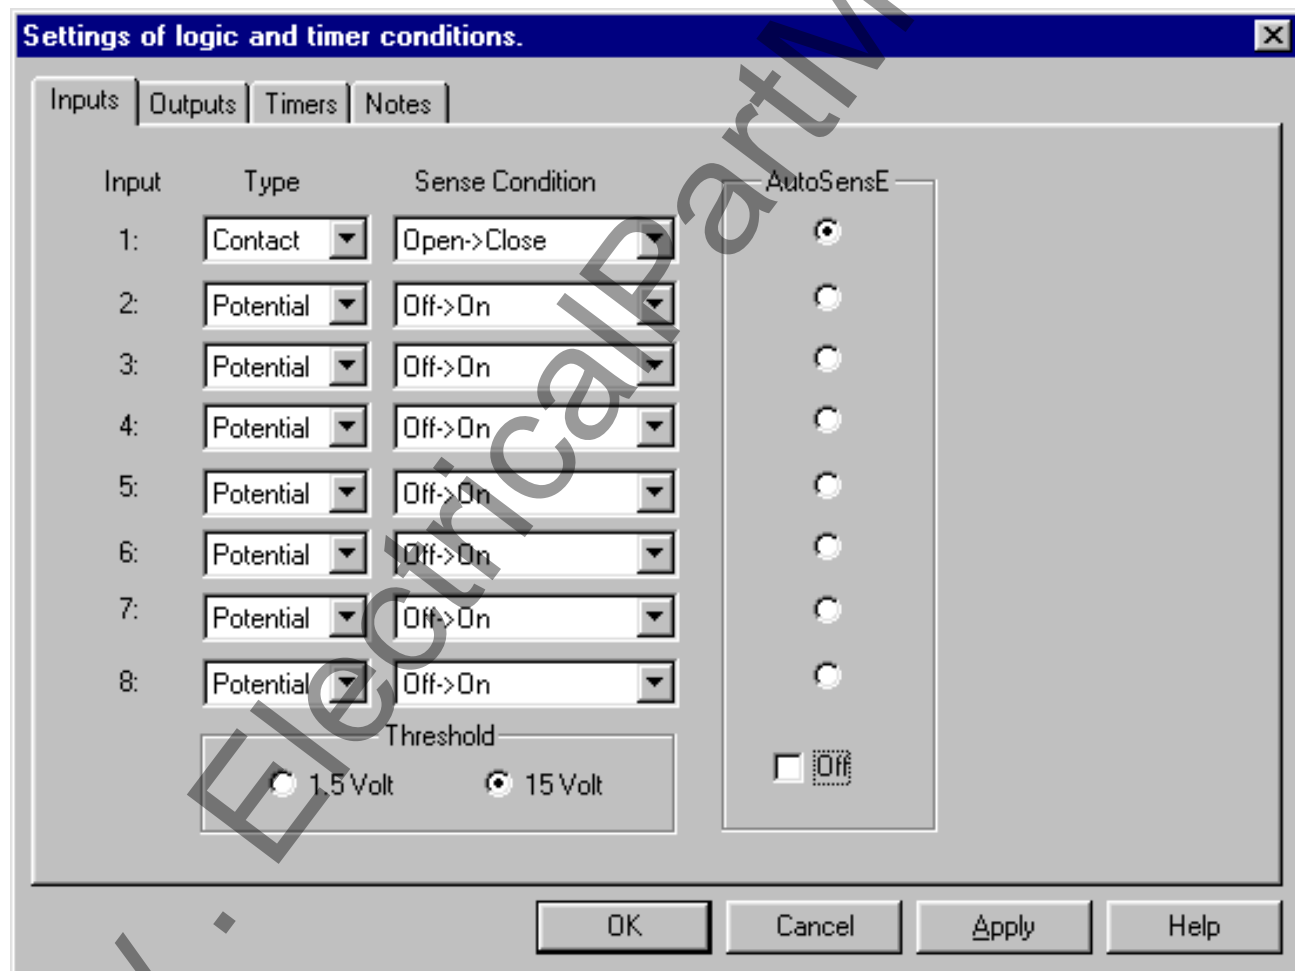 Settings of logic and timer conditions.
Inputs Outputs Timers Notes
Input Type Sense Condition AutoSensE
1: Contact Open->Close
2: Potential Off->On
3: Potential Off->On
4: Potential Off->On
5: Potential Off->On
6: Potential Off->On
7: Potential Off->On
8: Potential Off->On
Threshold
1.5 Volt 15 Volt
Off
OK Cancel Apply Help
. ElectricalPartM